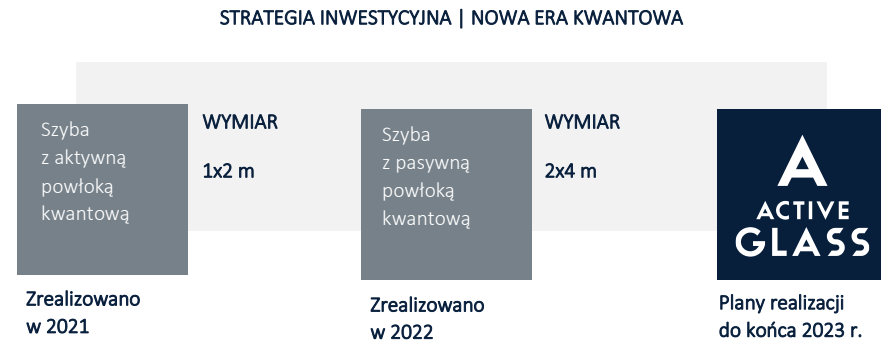 STRATEGIA INWESTYCYJNA | NOWA ERA KWANTOWA
Szyba
z aktywną
powłoką
kwantową
WYMIAR
1x2 m
Zrealizowano
w 2021
Szyba
z pasywną
powłoką
kwantową
WYMIAR
2x4 m
Zrealizowano
w 2022
A
ACTIVE
GLASS
Plany realizacji
do końca 2023 r.